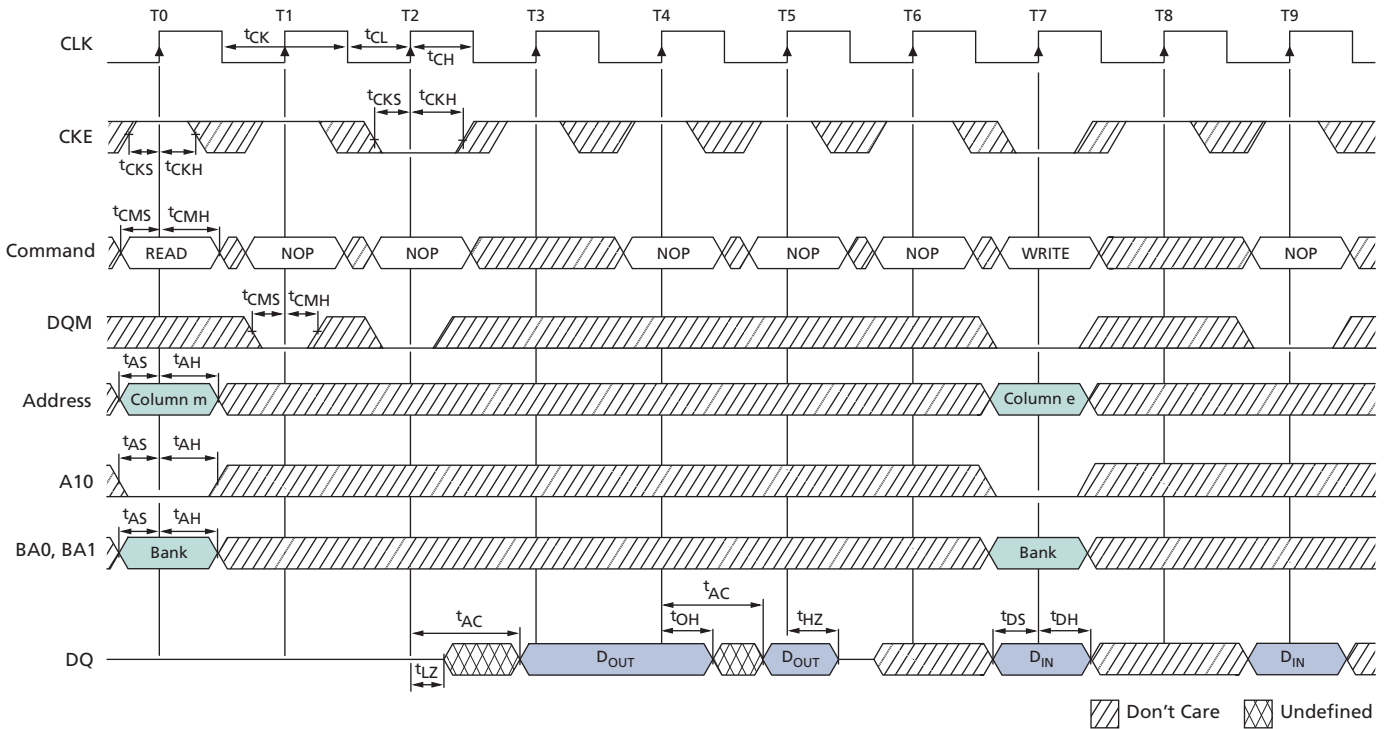 T0 T1 T2 T3 T4 T5 T6 T7 T8 T9
CLK
tCK tCL
tCH
tCKS tCKH
CKE
tCKS tCKH
tCMS tCMH
Command READ NOP NOP NOP NOP NOP WRITE NOP
tCMS tCMH
DQM
tAS tAH
Address Column m Column e
tAS tAH
A10
tAS tAH
BA0, BA1 Bank Bank
tAC
tAC tOH tHZ tDS tDH
DQ DOUT DOUT DIN DIN
tLZ
Don't Care Undefined